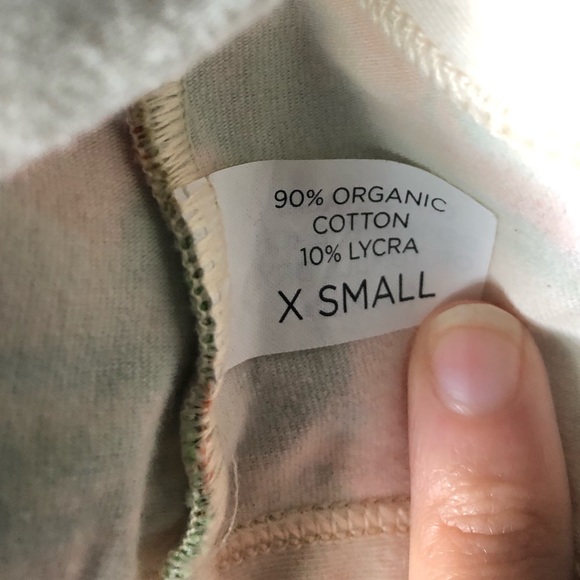 90% ORGANIC
COTTON
10% LYCRA
X SMALL